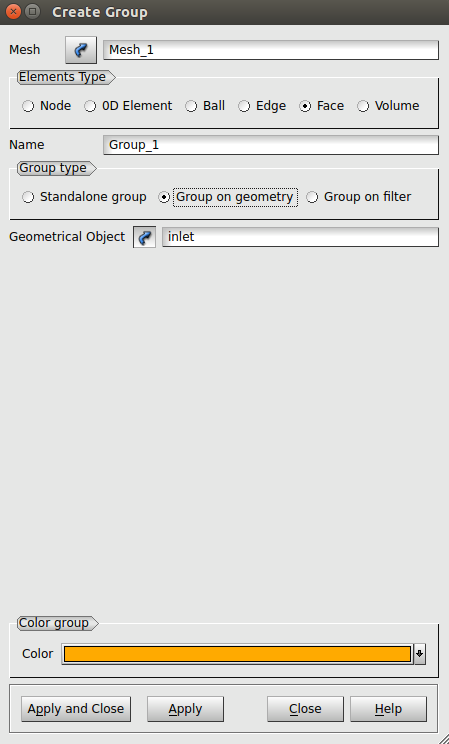 Create Group
Mesh Mesh_1
Elements Type
Node 0D Element Ball Edge Face Volume
Name Group_1
Group type
Standalone group Group on geometry Group on filter
Geometrical Object inlet
Color group
Color
Apply and Close Apply Close Help